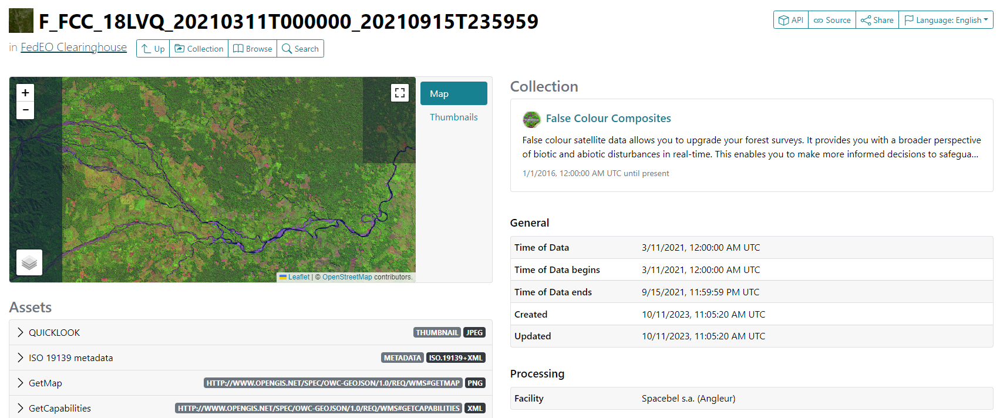 F_FCC_18LVQ_20210311T000000_20210915T235959
API
Source
Share
Language: English
in FedEO Clearinghouse
Up
Collection
Browse
Search
+
−
Leaflet | © OpenStreetMap contributors.
Map
Thumbnails
Assets
QUICKLOOK THUMBNAIL JPEG
ISO 19139 metadata METADATA ISO.19139+XML
GetMap HTTP://WWW.OPENGIS.NET/SPEC/OWC-GEOJSON/1.0/REQ/WMS#GETMAP PNG
GetCapabilities HTTP://WWW.OPENGIS.NET/SPEC/OWC-GEOJSON/1.0/REQ/WMS#GETCAPABILITIES XML
Collection
False Colour Composites
False colour satellite data allows you to upgrade your forest surveys. It provides you with a broader perspective
of biotic and abiotic disturbances in real-time. This enables you to make more informed decisions to safegua...
1/1/2016, 12:00:00 AM UTC until present
General
Time of Data 3/11/2021, 12:00:00 AM UTC
Time of Data begins 3/11/2021, 12:00:00 AM UTC
Time of Data ends 9/15/2021, 11:59:59 PM UTC
Created 10/11/2023, 11:05:20 AM UTC
Updated 10/11/2023, 11:05:20 AM UTC
Processing
Facility Spacebel s.a. (Angleur)